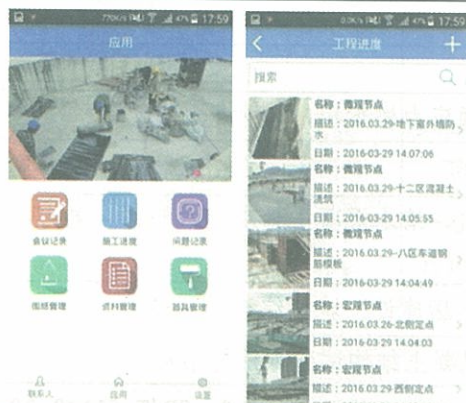 770K/s 47% 17:59
应用
会议记录
施工进度
问题记录
图纸管理
资料管理
器具管理
联系人
应用
设置
0.0K/s 47% 17:59
工程进度
搜索
名称：微观节点
描述：2016.03.29-地下室外墙防
水
日期：2016-03-29 14:07:06
名称：微观节点
描述：2016.03.29-十二区混凝土
浇筑
日期：2016-03-29 14:05:55
名称：微观节点
描述：2016.03.29-八区车道钢
筋模板
日期：2016-03-29 14:04:49
名称：宏观节点
描述：2016.03.26-北侧定点
日期：2016-03-29 14:04:03
名称：宏观节点
描述：2016.03.29 西侧定点